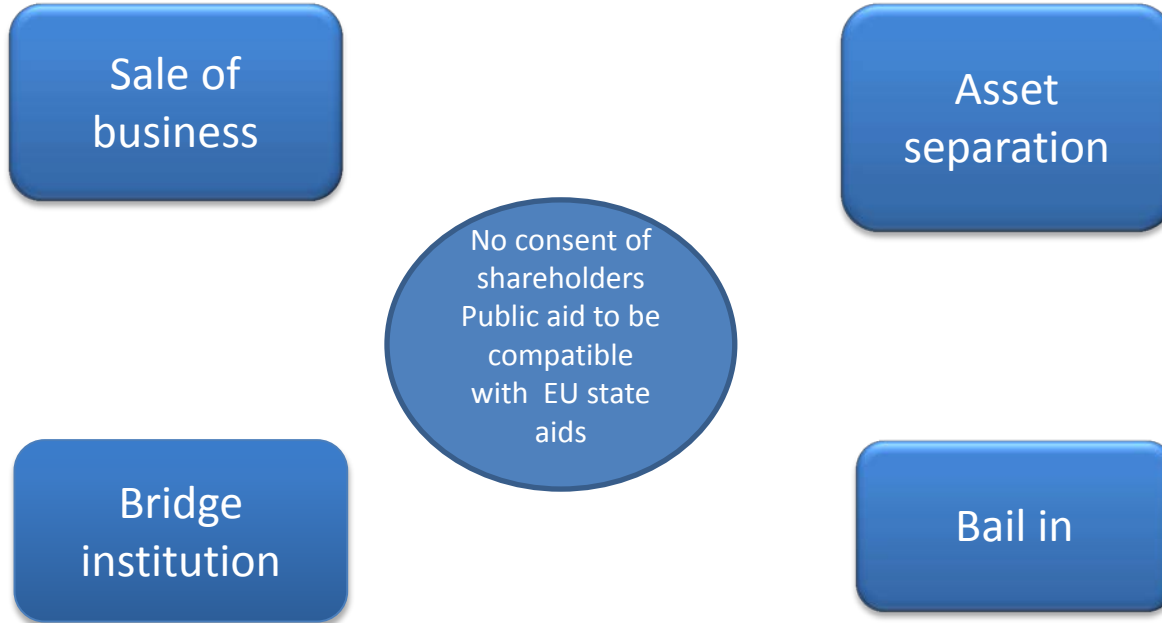 Sale of
business
Asset
separation
No consent of
shareholders
Public aid to be
compatible
with  EU state
aids
Bridge
institution
Bail in